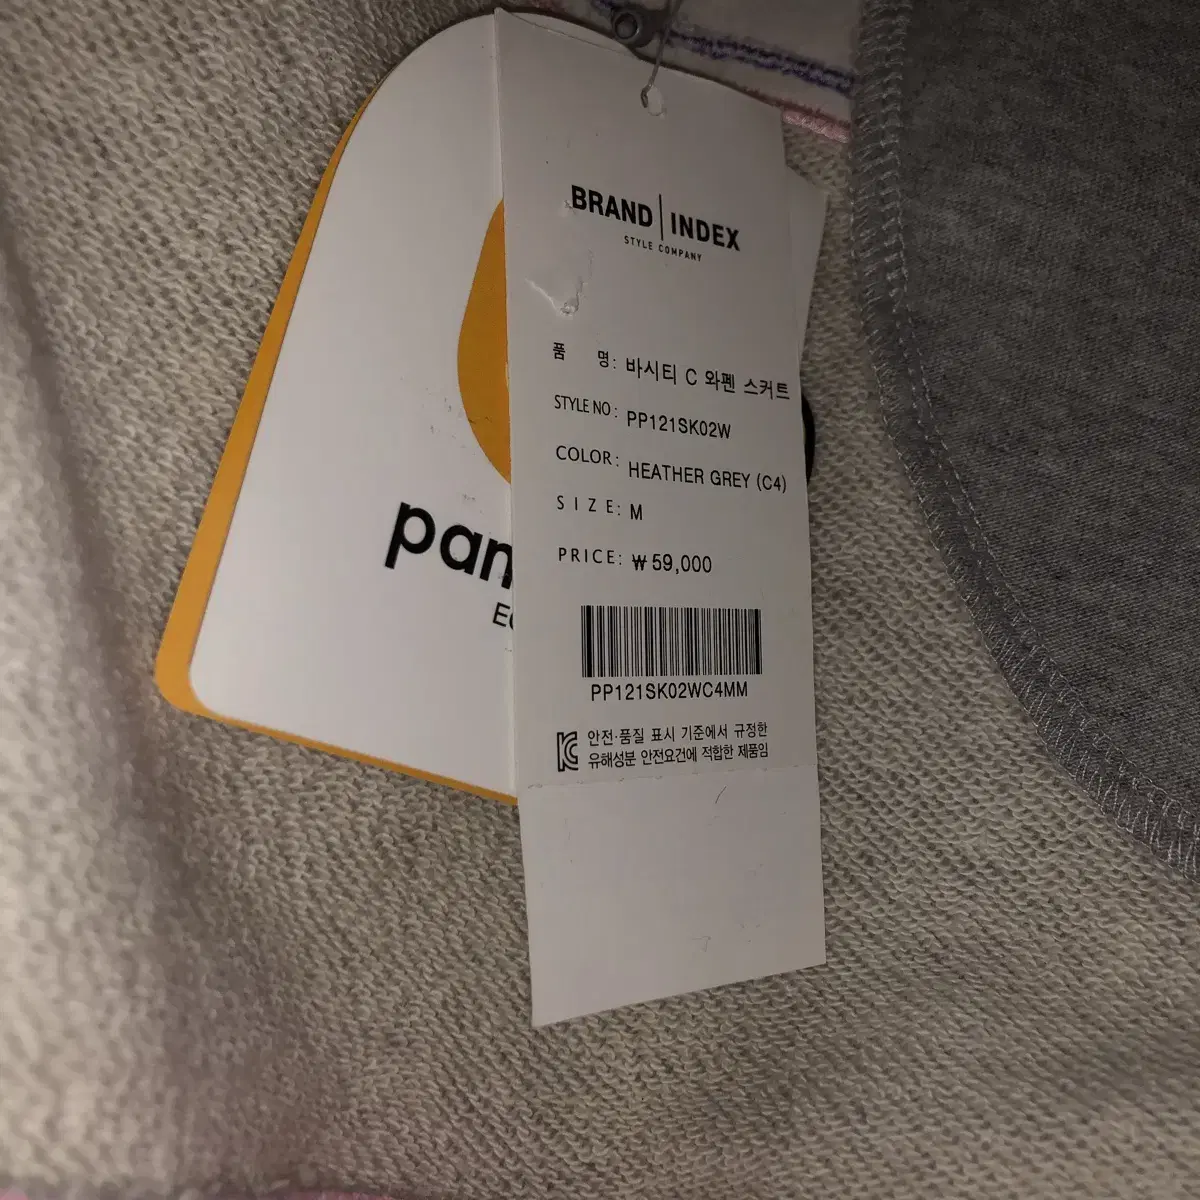 BRAND | INDEX
STYLE COMPANY
품 명: 바시티 C 와펜 스커트
STYLE NO: PP121SK02W
COLOR: HEATHER GREY (C4)
SIZE: M
PRICE: ₩59,000
PP121SK02WC4MM
안전·품질 표시 기준에서 규정한
유해성분 안전요건에 적합한 제품임
pan